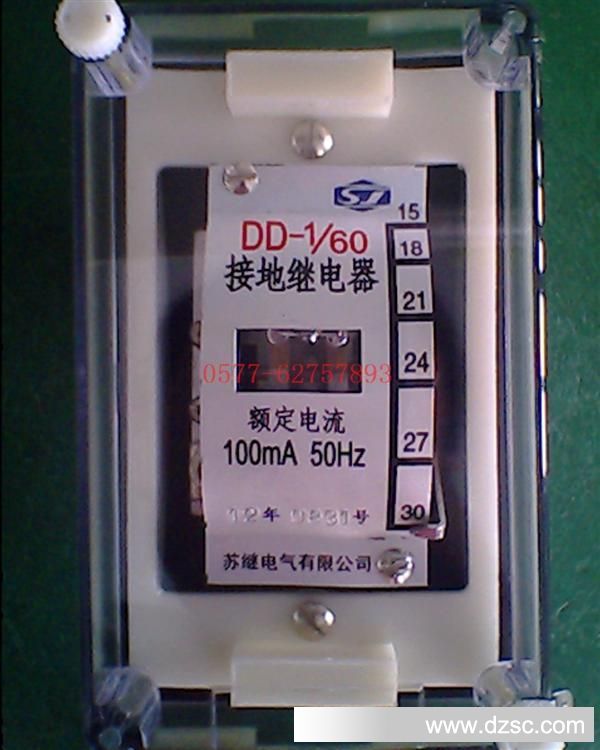 SJ
15
DD-1/60
18
接地继电器
21
0577-62757893
24
额定电流
27
100mA 50Hz
30
12年 号
苏继电气有限公司
www.dzsc.com